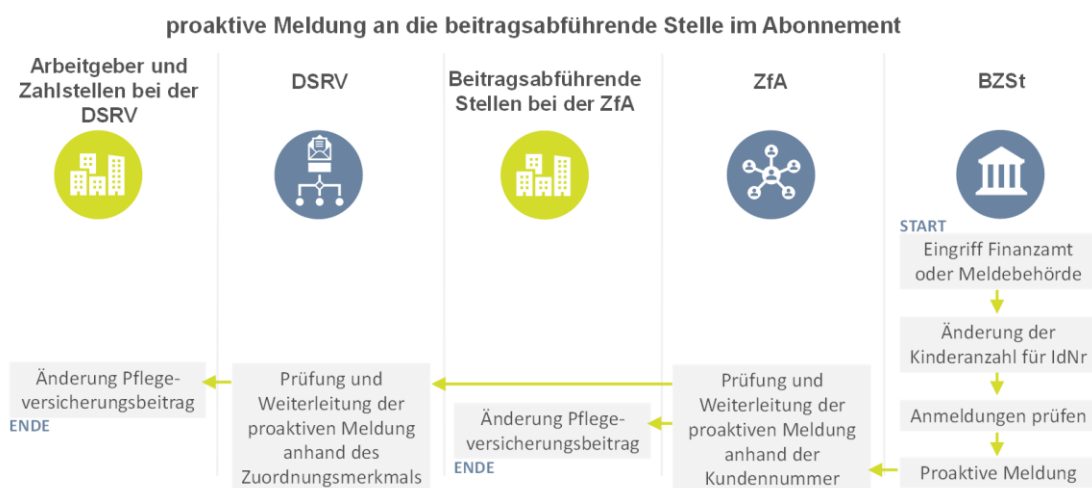 proaktive Meldung an die beitragsabführende Stelle im Abonnement
Arbeitgeber und
Zahlstellen bei der
DSRV
DSRV
Beitragsabführende
Stellen bei der ZfA
ZfA
BZSt
START
Eingriff Finanzamt
oder Meldebehörde
Änderung der
Kinderanzahl für IdNr
Anmeldungen prüfen
Proaktive Meldung
Prüfung und
Weiterleitung der
proaktiven Meldung
anhand der
Kundennummer
Änderung Pflege-
versicherungsbeitrag
ENDE
Prüfung und
Weiterleitung der
proaktiven Meldung
anhand des
Zuordnungsmerkmals
Änderung Pflege-
versicherungsbeitrag
ENDE